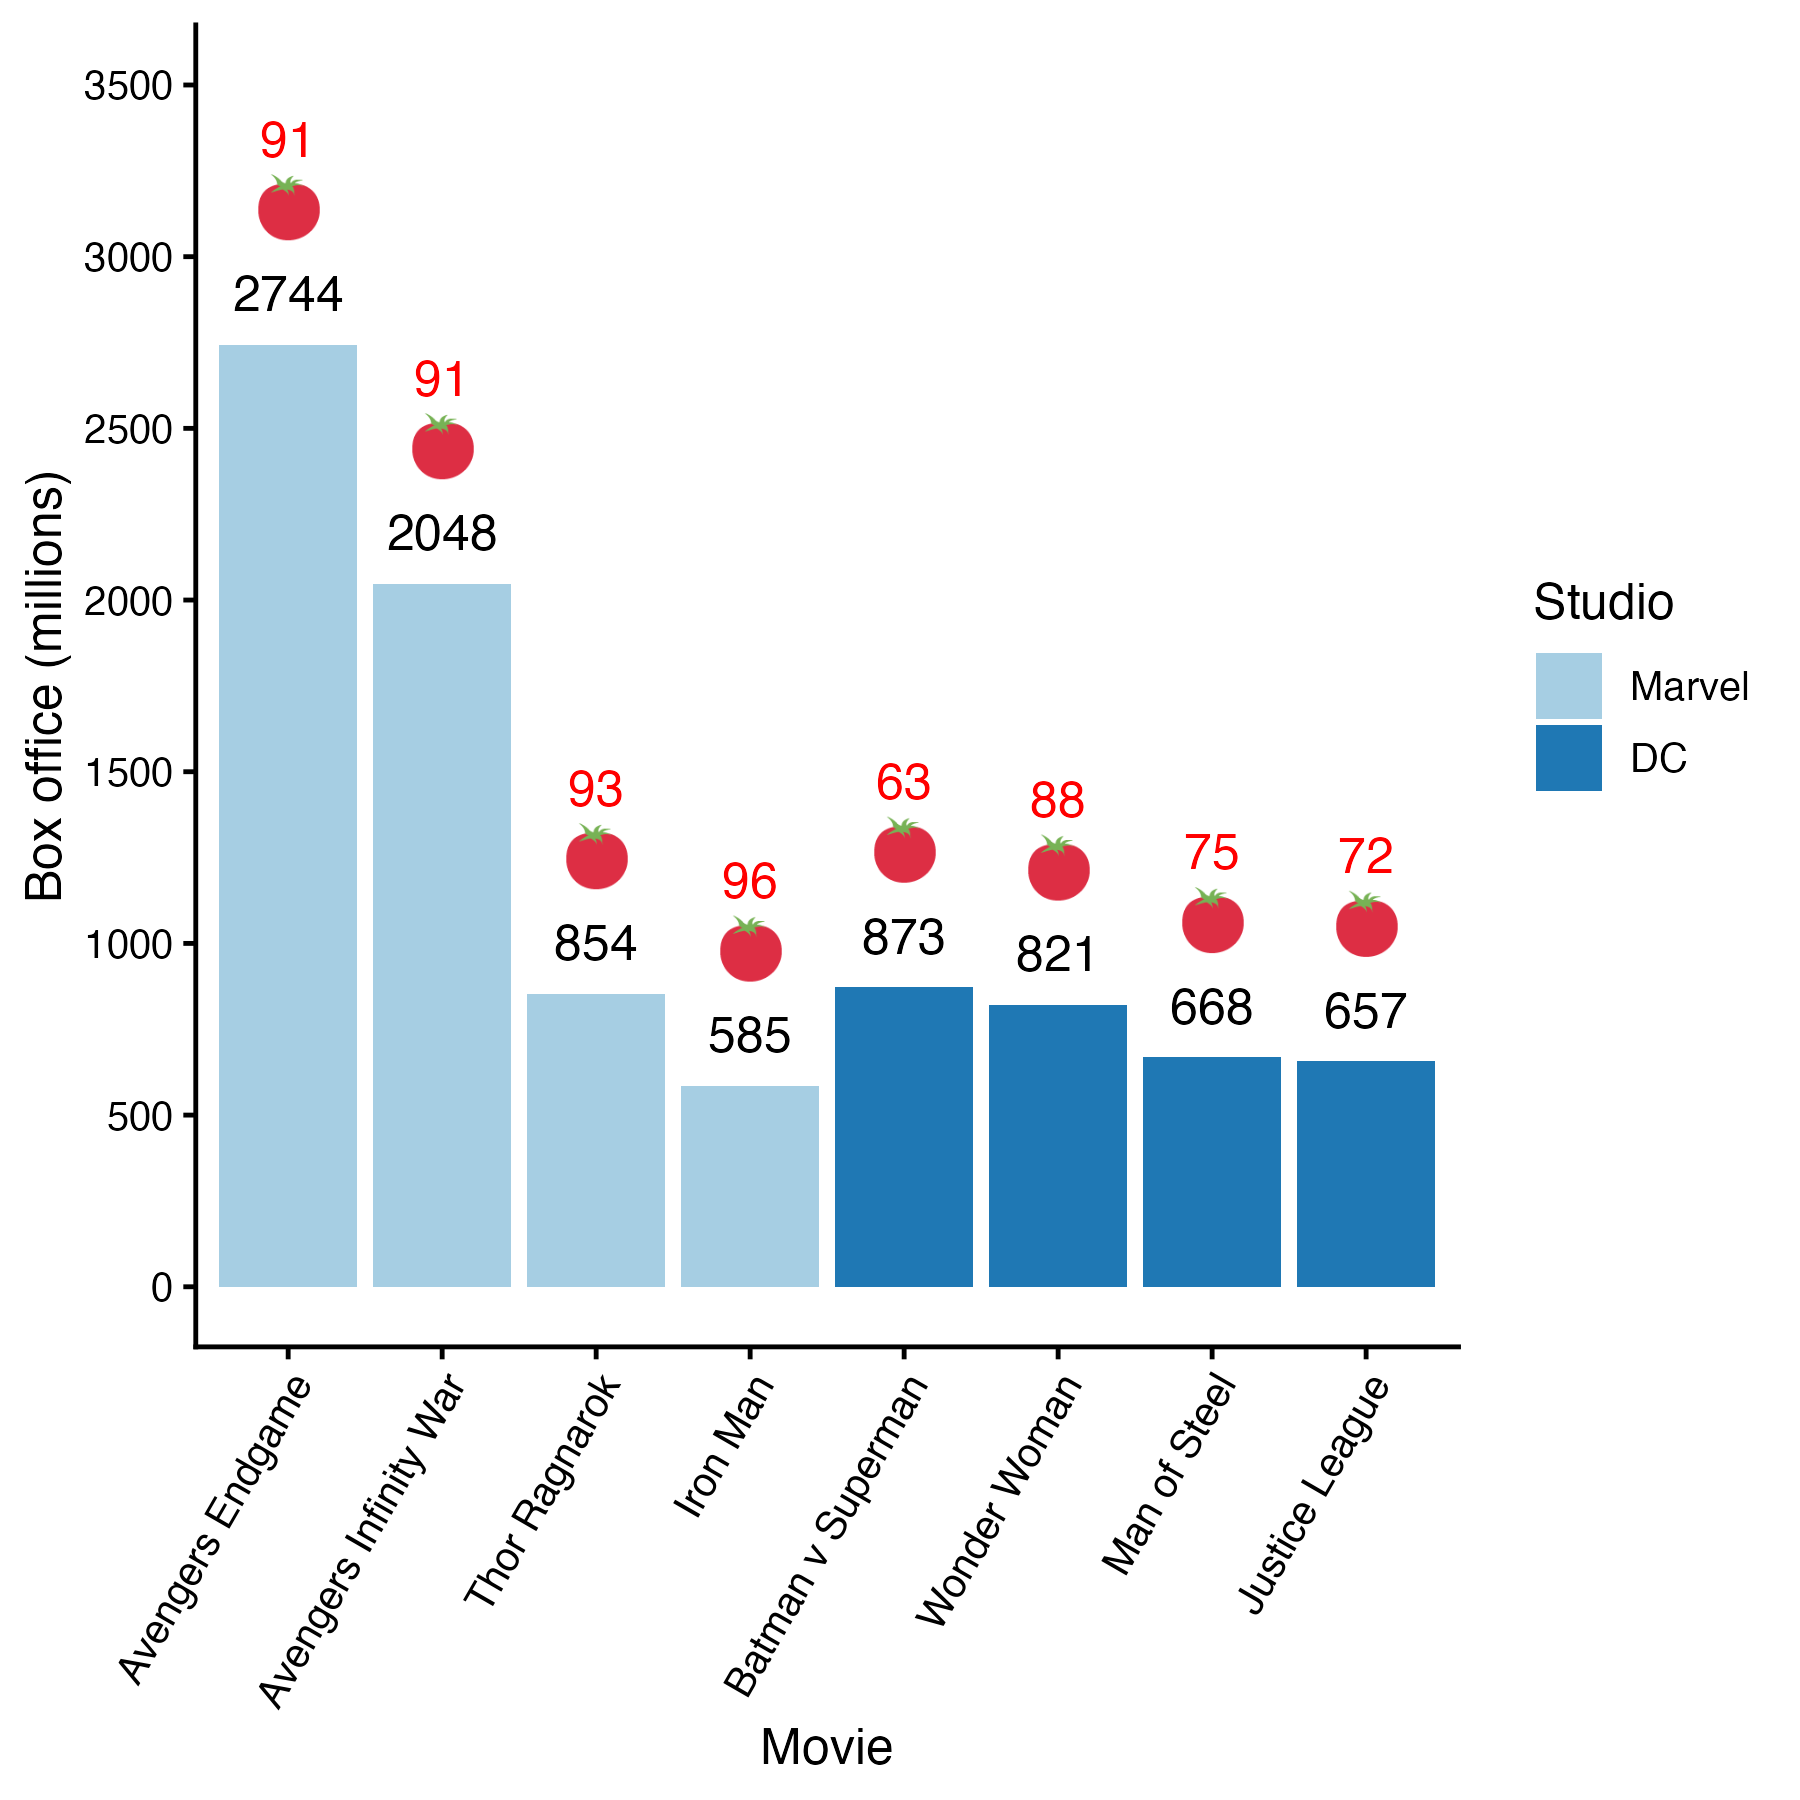 3500
3000
2500
2000
1500
1000
500
0
Box office (millions)
91
2744
91
2048
93
854
96
585
63
873
88
821
75
668
72
657
Avengers Endgame
Avengers Infinity War
Thor Ragnarok
Iron Man
Batman v Superman
Wonder Woman
Man of Steel
Justice League
Movie
Studio
Marvel
DC